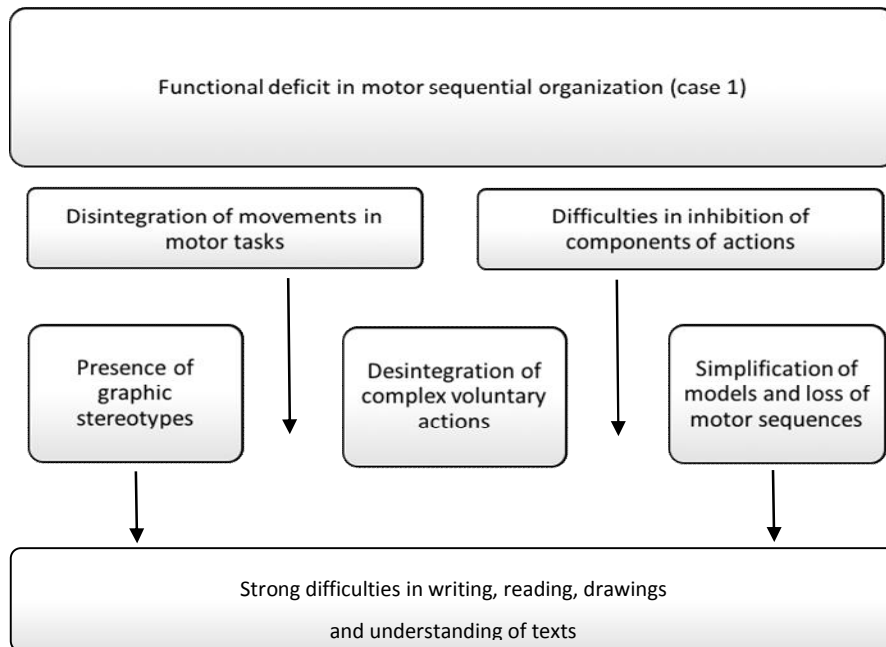 Functional deficit in motor sequential organization (case 1)
Disintegration of movements in
motor tasks
Difficulties in inhibition of
components of actions
Presence of
graphic
stereotypes
Desintegration of
complex voluntary
actions
Simplification of
models and loss of
motor sequences
Strong difficulties in writing, reading, drawings
and understanding of texts